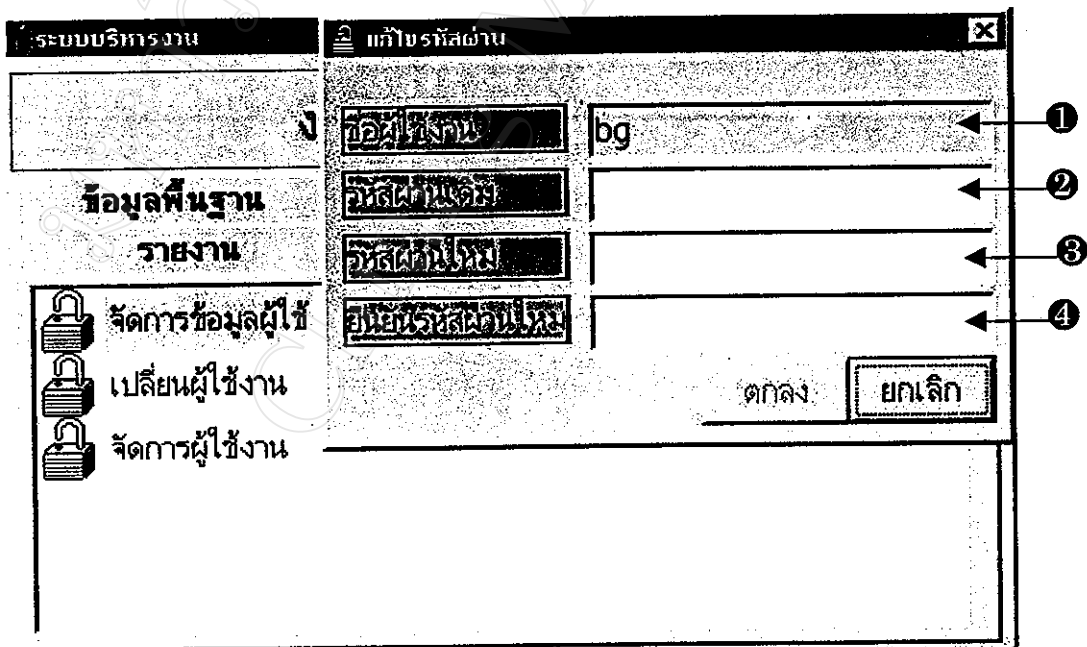 ระบบบริหารงาน
แก้ไขรหัสผ่าน
ง
ชื่อผู้ใช้งาน
bg
❶
รหัสผ่านเดิม
❷
รหัสผ่านใหม่
❸
ยืนยันรหัสผ่านใหม่
❹
ตกลง
ยกเลิก
ข้อมูลพื้นฐาน
รายงาน
จัดการข้อมูลผู้ใช้
เปลี่ยนผู้ใช้งาน
จัดการผู้ใช้งาน